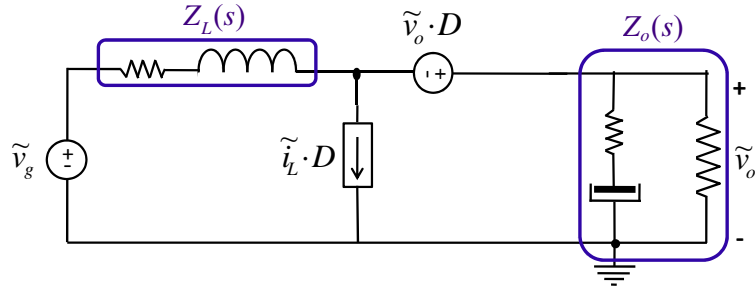 Z_L(s)
ṽ_o·D
Z_o(s)
+
- +
ĩ_L·D
ṽ_g
+
-
ṽ_o
-